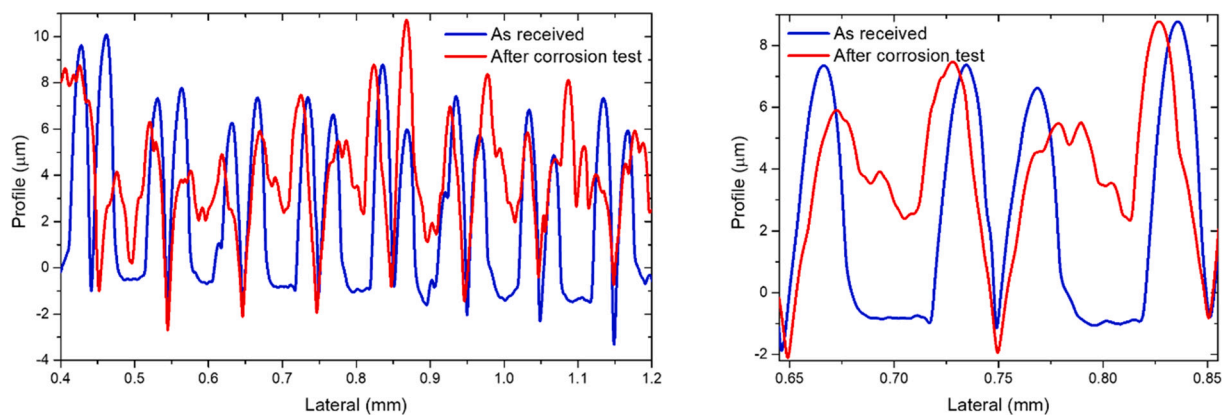 10
8
6
4
2
0
-2
-4
Profile (μm)
As received
After corrosion test
0.4 0.5 0.6 0.7 0.8 0.9 1.0 1.1 1.2
Lateral (mm)
8
6
4
2
0
-2
Profile (μm)
As received
After corrosion test
0.65 0.70 0.75 0.80 0.85
Lateral (mm)